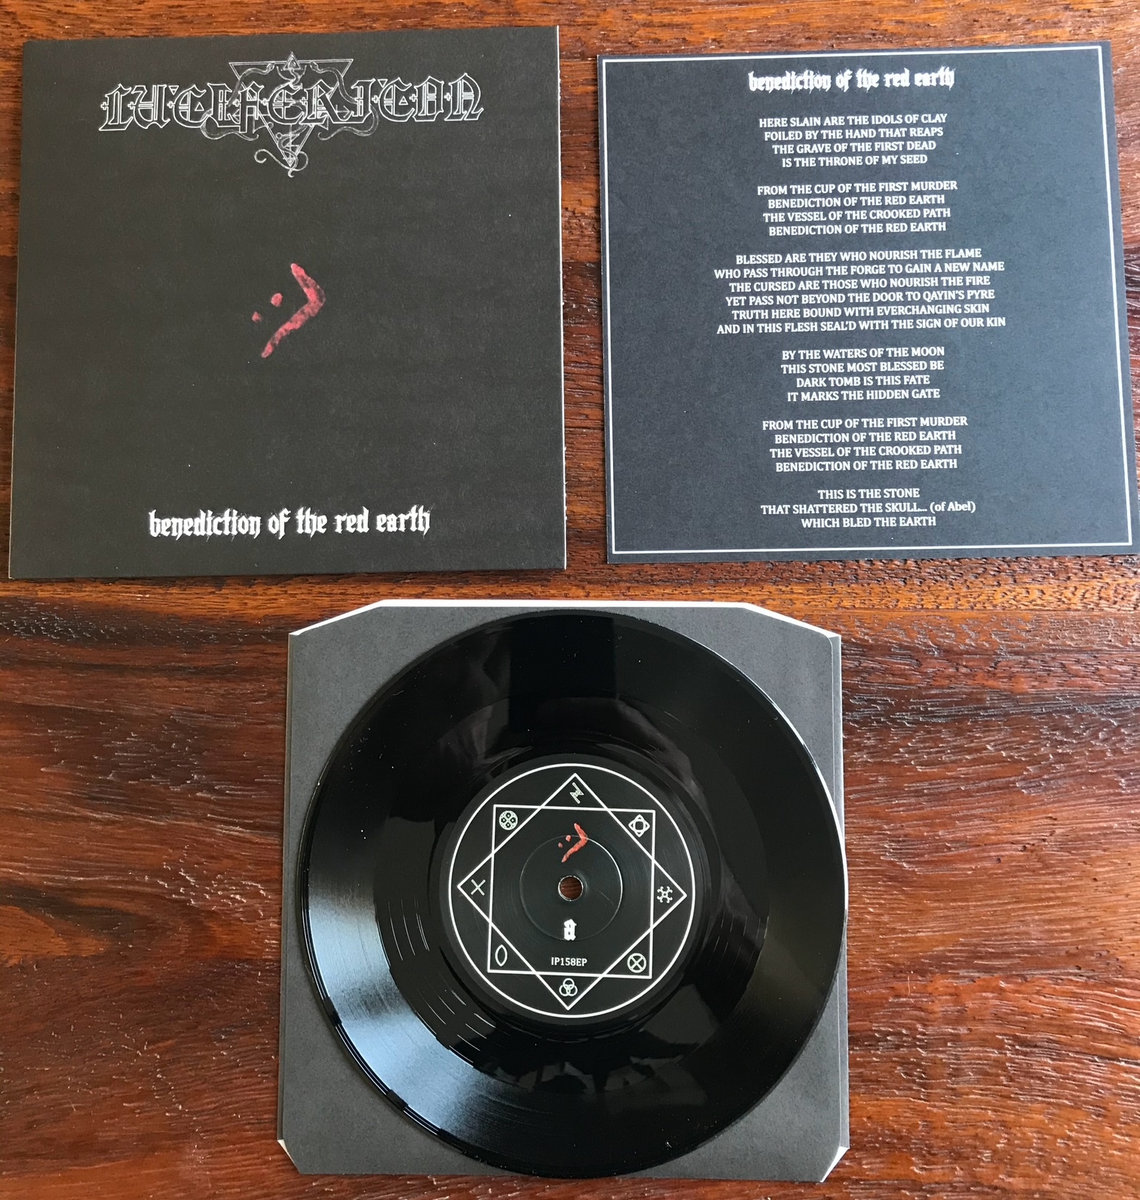 LUCIFERICON
benediction of the red earth
benediction of the red earth
HERE SLAIN ARE THE IDOLS OF CLAY
FOILED BY THE HAND THAT REAPS
THE GRAVE OF THE FIRST DEAD
IS THE THRONE OF MY SEED
FROM THE CUP OF THE FIRST MURDER
BENEDICTION OF THE RED EARTH
THE VESSEL OF THE CROOKED PATH
BENEDICTION OF THE RED EARTH
BLESSED ARE THEY WHO NOURISH THE FLAME
WHO PASS THROUGH THE FORGE TO GAIN A NEW NAME
THE CURSED ARE THOSE WHO NOURISH THE FIRE
YET PASS NOT BEYOND THE DOOR TO QAYIN'S PYRE
TRUTH HERE BOUND WITH EVERCHANGING SKIN
AND IN THIS FLESH SEAL'D WITH THE SIGN OF OUR KIN
BY THE WATERS OF THE MOON
THIS STONE MOST BLESSED BE
DARK TOMB IS THIS FATE
IT MARKS THE HIDDEN GATE
FROM THE CUP OF THE FIRST MURDER
BENEDICTION OF THE RED EARTH
THE VESSEL OF THE CROOKED PATH
BENEDICTION OF THE RED EARTH
THIS IS THE STONE
THAT SHATTERED THE SKULL... (of Abel)
WHICH BLED THE EARTH
a
IP158EP